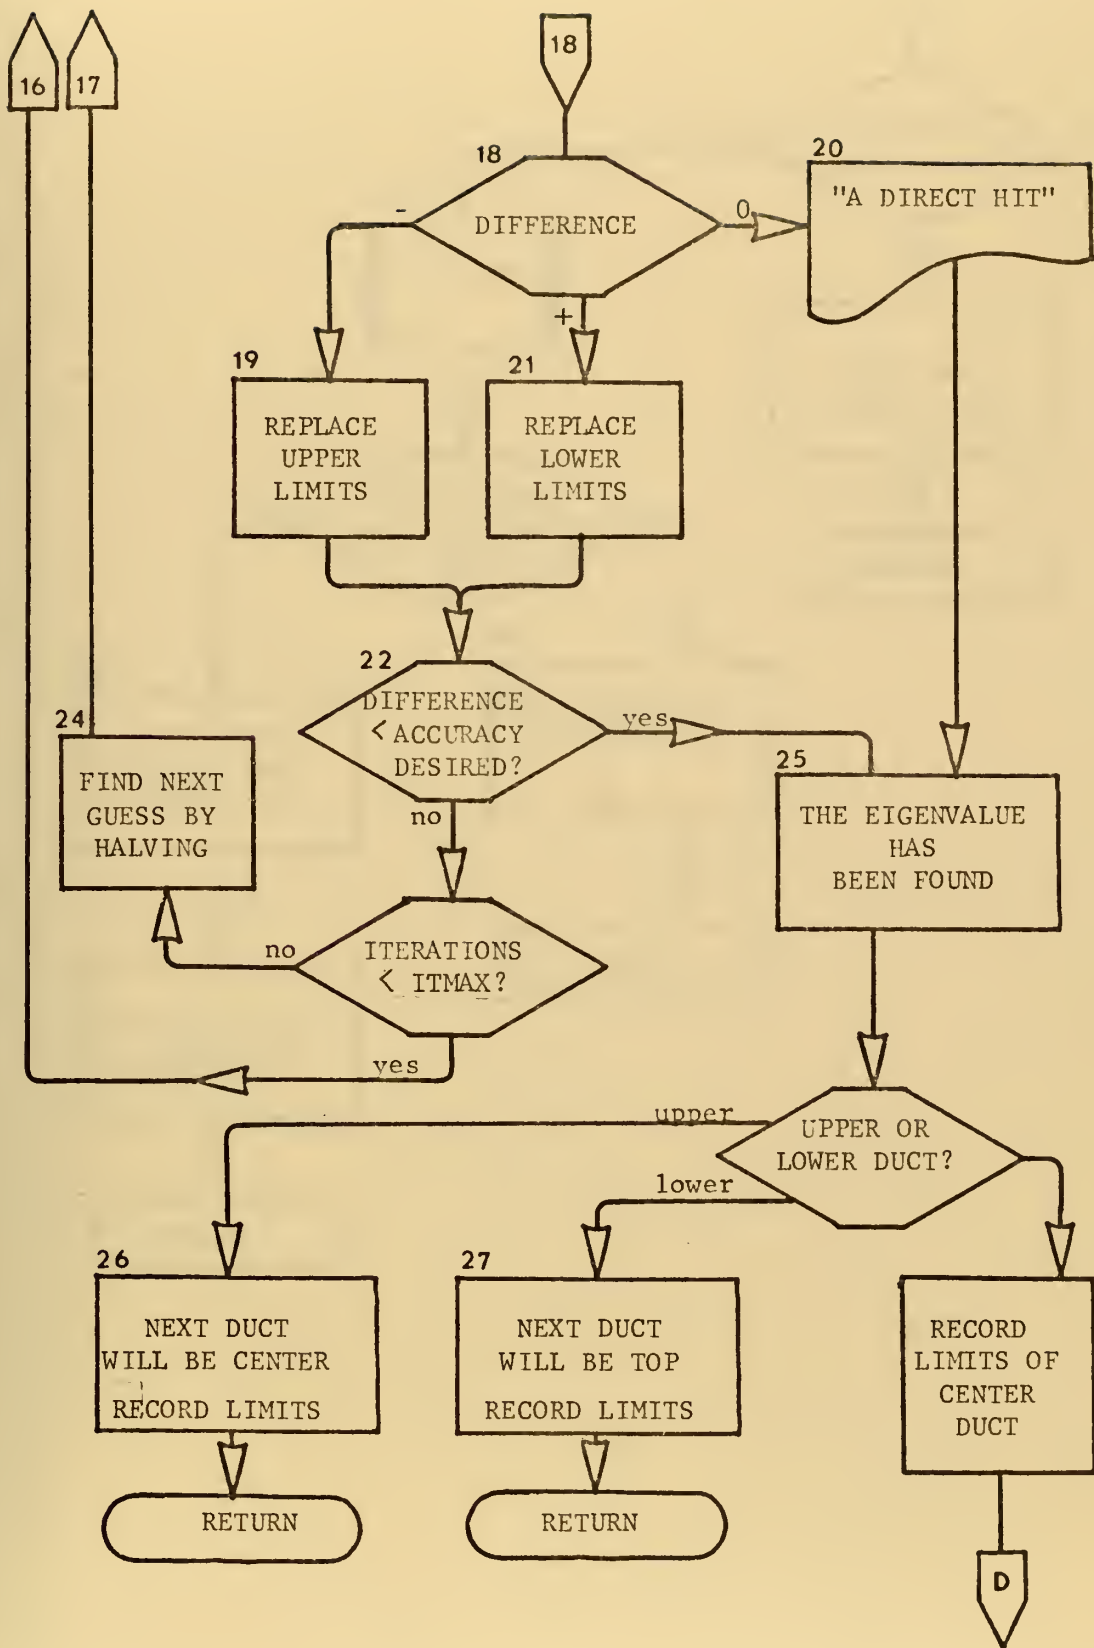 16
17
18
18
DIFFERENCE
-
0
+
20
"A DIRECT HIT"
19
REPLACE
UPPER
LIMITS
21
REPLACE
LOWER
LIMITS
22
DIFFERENCE
< ACCURACY
DESIRED?
yes
no
24
FIND NEXT
GUESS BY
HALVING
25
THE EIGENVALUE
HAS
BEEN FOUND
ITERATIONS
< ITMAX?
no
yes
UPPER OR
LOWER DUCT?
upper
lower
26
NEXT DUCT
WILL BE CENTER
RECORD LIMITS
27
NEXT DUCT
WILL BE TOP
RECORD LIMITS
RECORD
LIMITS OF
CENTER
DUCT
RETURN
RETURN
D